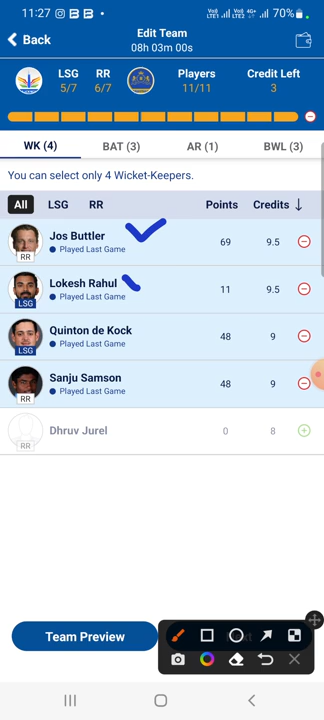 11:27 70%
Edit Team
Back
08h 03m 00s
LSG RR Players Credit Left
5/7 6/7 11/11 3
WK (4) BAT (3) AR (1) BWL (3)
You can select only 4 Wicket-Keepers.
All LSG RR Points Credits ↓
Jos Buttler
Played Last Game 69 9.5
RR
Lokesh Rahul
Played Last Game 11 9.5
LSG
Quinton de Kock
Played Last Game 48 9
LSG
Sanju Samson
Played Last Game 48 9
RR
Dhruv Jurel 0 8
RR
Team Preview